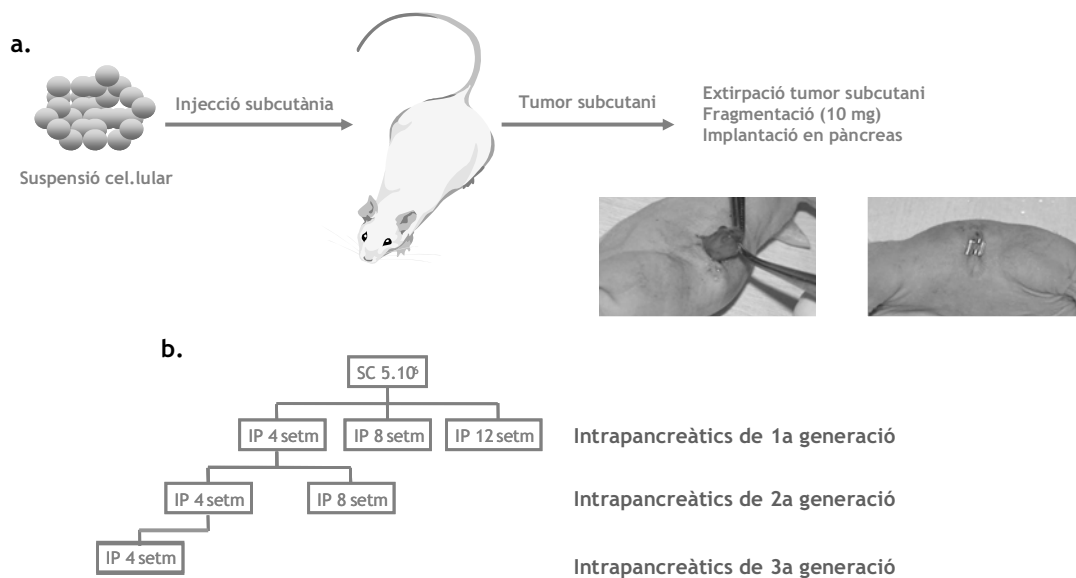 a.
Injecció subcutània
Tumor subcutani
Extirpació tumor subcutani
Fragmentació (10 mg)
Implantació en pàncreas
Suspensió cel.lular
b.
SC 5.10⁶
IP 4 setm IP 8 setm IP 12 setm Intrapancreàtics de 1a generació
IP 4 setm IP 8 setm Intrapancreàtics de 2a generació
IP 4 setm Intrapancreàtics de 3a generació